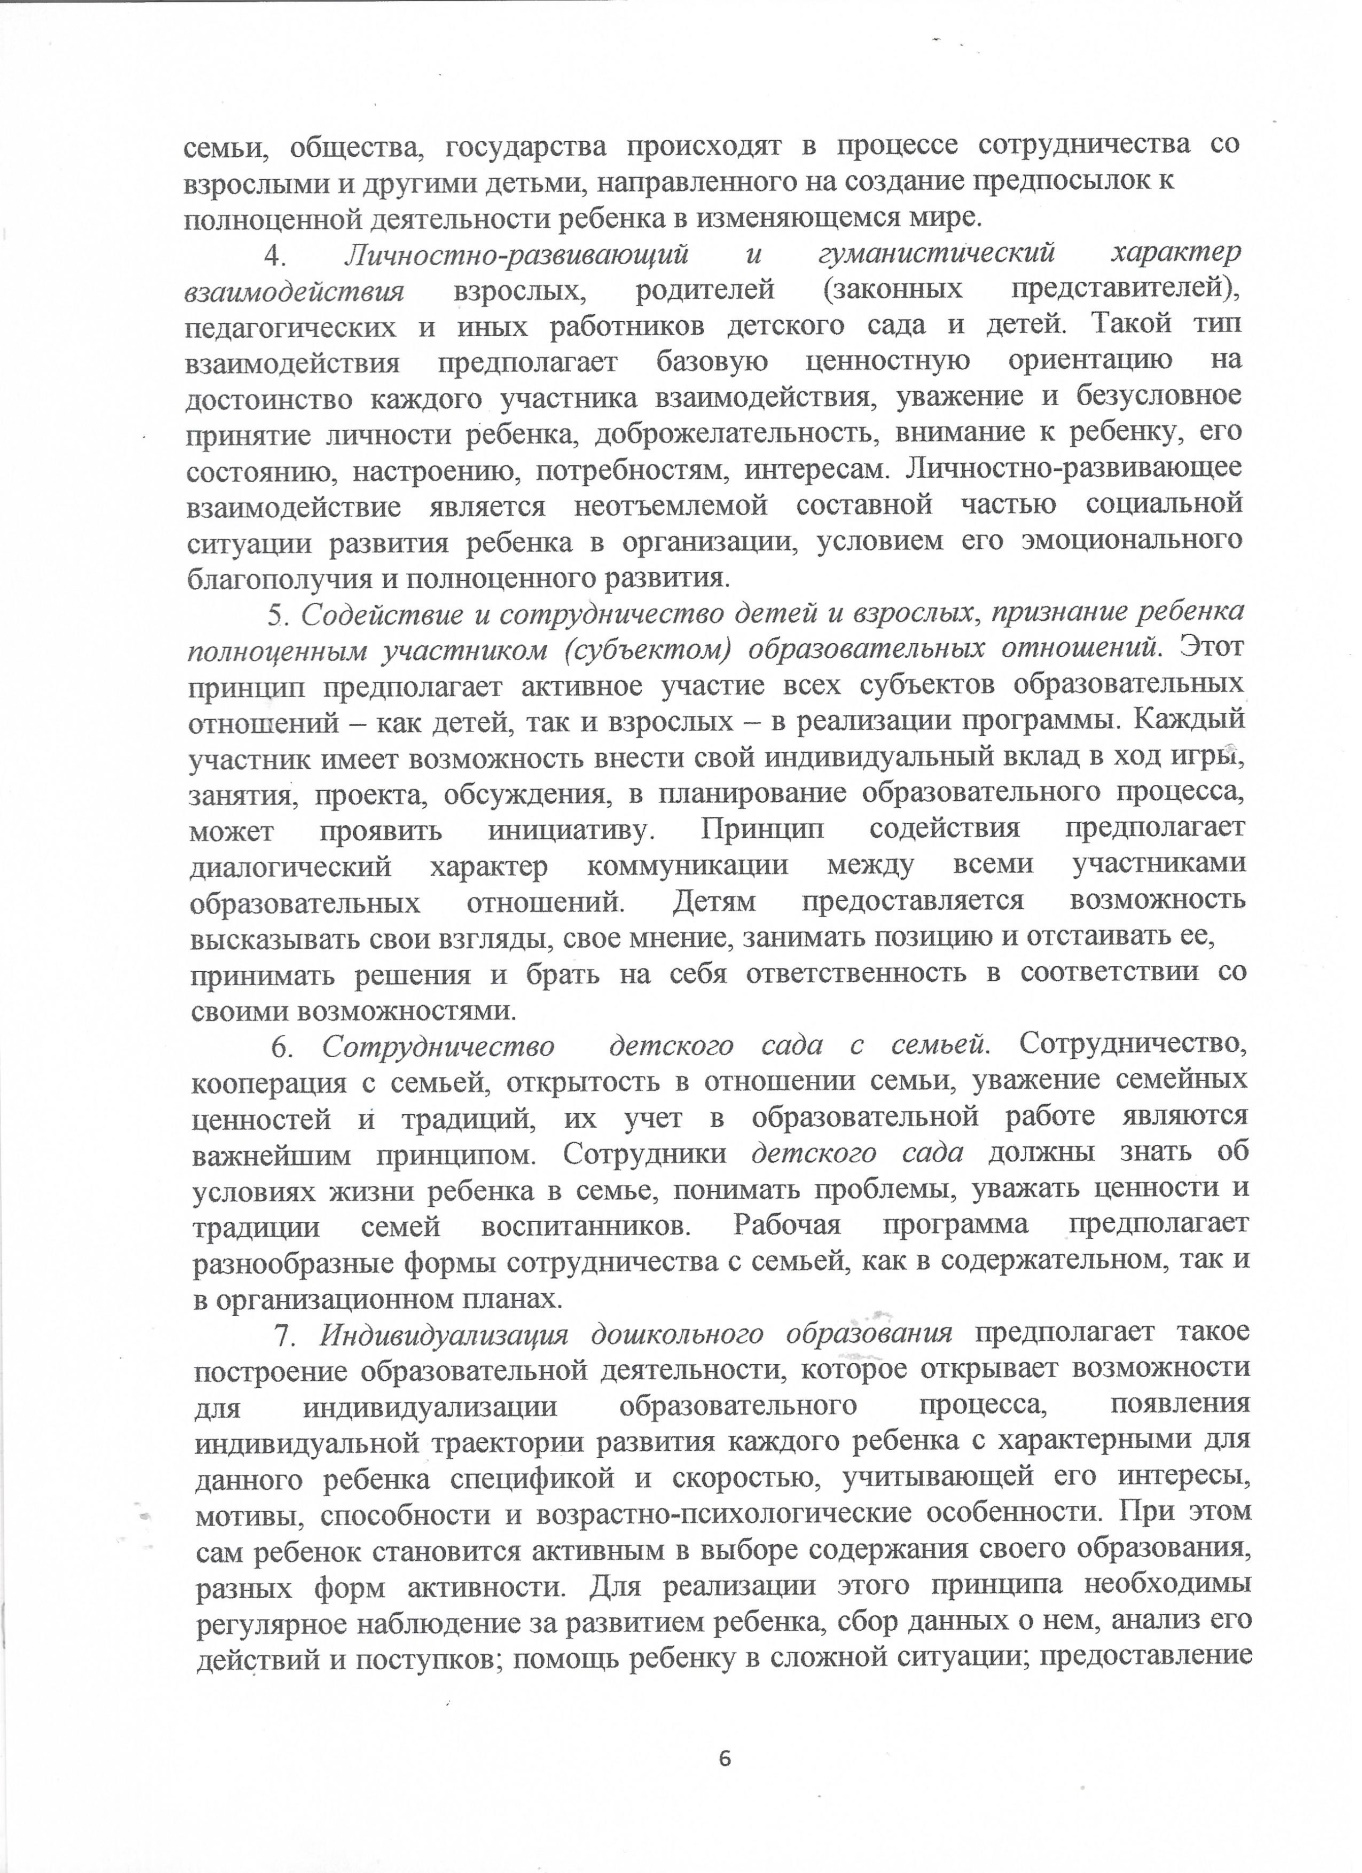 семьи, общества, государства происходят в процессе сотрудничества со
взрослыми и другими детьми, направленного на создание предпосылок к
полноценной деятельности ребенка в изменяющемся мире.
4. Личностно-развивающий и гуманистический характер
взаимодействия взрослых, родителей (законных представителей),
педагогических и иных работников детского сада и детей. Такой тип
взаимодействия предполагает базовую ценностную ориентацию на
достоинство каждого участника взаимодействия, уважение и безусловное
принятие личности ребенка, доброжелательность, внимание к ребенку, его
состоянию, настроению, потребностям, интересам. Личностно-развивающее
взаимодействие является неотъемлемой составной частью социальной
ситуации развития ребенка в организации, условием его эмоционального
благополучия и полноценного развития.
5. Содействие и сотрудничество детей и взрослых, признание ребенка
полноценным участником (субъектом) образовательных отношений. Этот
принцип предполагает активное участие всех субъектов образовательных
отношений – как детей, так и взрослых – в реализации программы. Каждый
участник имеет возможность внести свой индивидуальный вклад в ход игры,
занятия, проекта, обсуждения, в планирование образовательного процесса,
может проявить инициативу. Принцип содействия предполагает
диалогический характер коммуникации между всеми участниками
образовательных отношений. Детям предоставляется возможность
высказывать свои взгляды, свое мнение, занимать позицию и отстаивать ее,
принимать решения и брать на себя ответственность в соответствии со
своими возможностями.
6. Сотрудничество детского сада с семьей. Сотрудничество,
кооперация с семьей, открытость в отношении семьи, уважение семейных
ценностей и традиций, их учет в образовательной работе являются
важнейшим принципом. Сотрудники детского сада должны знать об
условиях жизни ребенка в семье, понимать проблемы, уважать ценности и
традиции семей воспитанников. Рабочая программа предполагает
разнообразные формы сотрудничества с семьей, как в содержательном, так и
в организационном планах.
7. Индивидуализация дошкольного образования предполагает такое
построение образовательной деятельности, которое открывает возможности
для индивидуализации образовательного процесса, появления
индивидуальной траектории развития каждого ребенка с характерными для
данного ребенка спецификой и скоростью, учитывающей его интересы,
мотивы, способности и возрастно-психологические особенности. При этом
сам ребенок становится активным в выборе содержания своего образования,
разных форм активности. Для реализации этого принципа необходимы
регулярное наблюдение за развитием ребенка, сбор данных о нем, анализ его
действий и поступков; помощь ребенку в сложной ситуации; предоставление
6